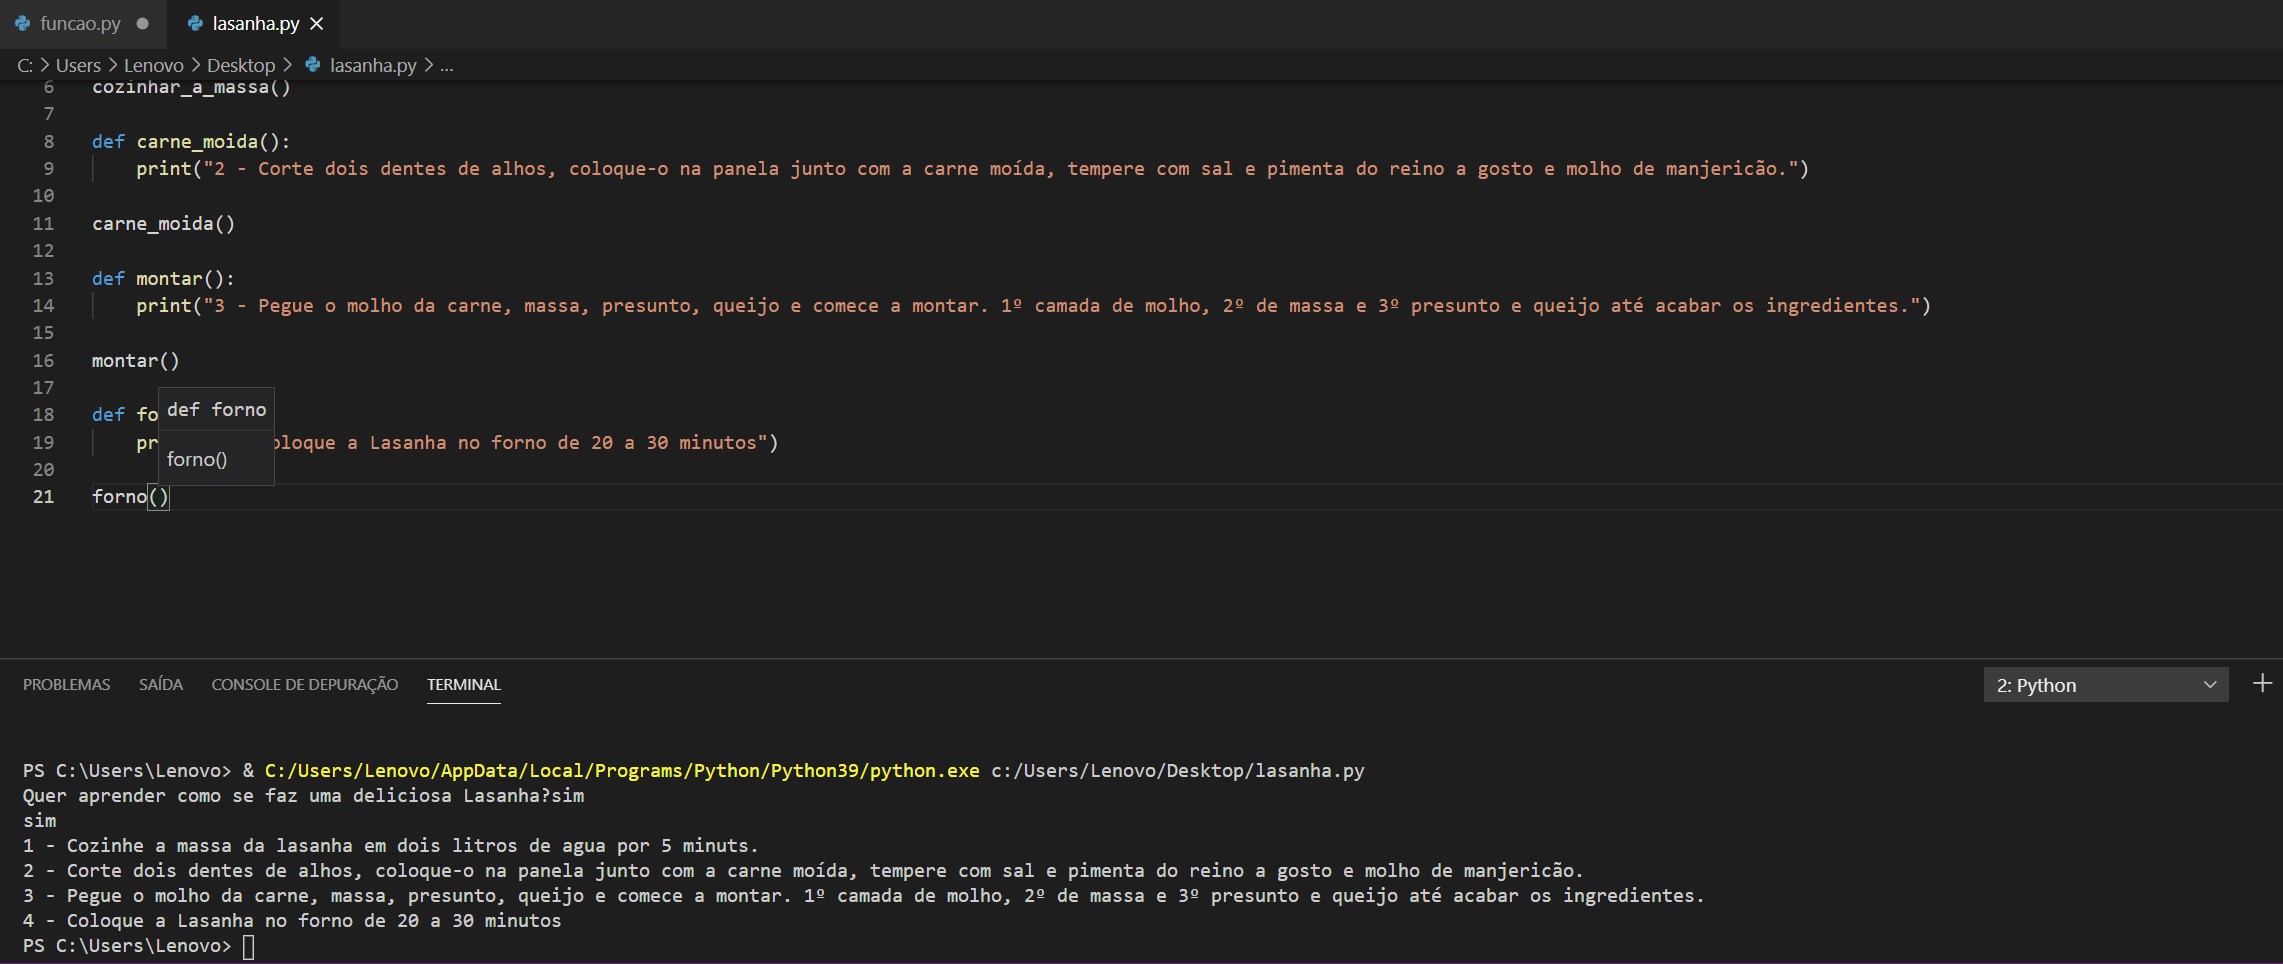 funcao.py
lasanha.py
C: > Users > Lenovo > Desktop > lasanha.py > ...
6 cozinhar_a_massa()
7
8 def carne_moida():
9 print("2 - Corte dois dentes de alhos, coloque-o na panela junto com a carne moída, tempere com sal e pimenta do reino a gosto e molho de manjericão.")
10
11 carne_moida()
12
13 def montar():
14 print("3 - Pegue o molho da carne, massa, presunto, queijo e comece a montar. 1º camada de molho, 2º de massa e 3º presunto e queijo até acabar os ingredientes.")
15
16 montar()
17
18 def fo
def forno
19 pr oloque a Lasanha no forno de 20 a 30 minutos")
forno()
20
21 forno()
PROBLEMAS SAÍDA CONSOLE DE DEPURAÇÃO TERMINAL 2: Python
PS C:\Users\Lenovo> & C:/Users/Lenovo/AppData/Local/Programs/Python/Python39/python.exe c:/Users/Lenovo/Desktop/lasanha.py
Quer aprender como se faz uma deliciosa Lasanha?sim
sim
1 - Cozinhe a massa da lasanha em dois litros de agua por 5 minuts.
2 - Corte dois dentes de alhos, coloque-o na panela junto com a carne moída, tempere com sal e pimenta do reino a gosto e molho de manjericão.
3 - Pegue o molho da carne, massa, presunto, queijo e comece a montar. 1º camada de molho, 2º de massa e 3º presunto e queijo até acabar os ingredientes.
4 - Coloque a Lasanha no forno de 20 a 30 minutos
PS C:\Users\Lenovo>